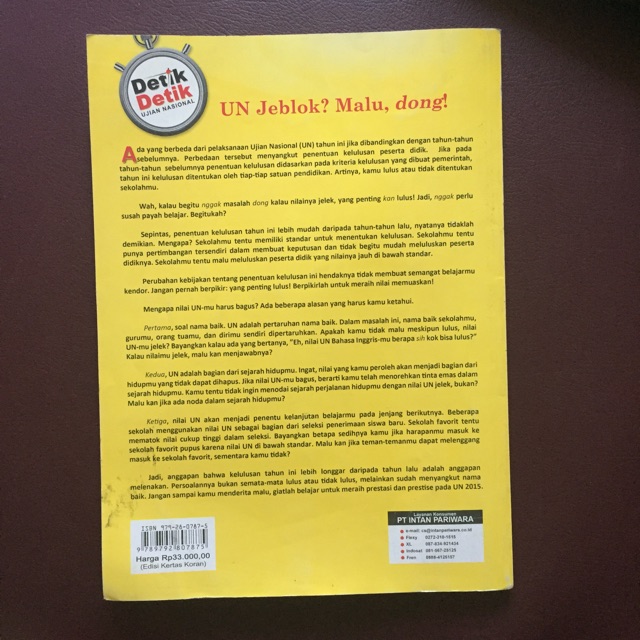 Detik
Detik
UJIAN NASIONAL
UN Jeblok? Malu, dong!
Ada yang berbeda dari pelaksanaan Ujian Nasional (UN) tahun ini jika dibandingkan dengan tahun-tahun
sebelumnya. Perbedaan tersebut menyangkut penentuan kelulusan peserta didik. Jika pada
tahun-tahun sebelumnya penentuan kelulusan didasarkan pada kriteria kelulusan yang dibuat pemerintah,
tahun ini kelulusan ditentukan oleh tiap-tiap satuan pendidikan. Artinya, kamu lulus atau tidak ditentukan
sekolahmu.
Wah, kalau begitu nggok masalah dong kalau nilainya jelek, yang penting kan lulus! Jadi, nggak perlu
susah payah belajar. Begitukah?
Sepintas, penentuan kelulusan tahun ini lebih mudah daripada tahun-tahun lalu, nyatanya tidaklah
demikian. Mengapa? Sekolahmu tentu memiliki standar untuk menentukan kelulusan. Sekolahmu tentu
punya pertimbangan tersendiri dalam membuat keputusan dan tidak begitu mudah meluluskan peserta
didiknya. Sekolahmu tentu malu meluluskan peserta didik yang nilainya jauh di bawah standar.
Perubahan kebijakan tentang penentuan kelulusan ini hendaknya tidak membuat semangat belajarmu
kendor. Jangan pernah berpikir: yang penting lulus! Berpikirlah untuk meraih nilai memuaskan!
Mengapa nilai UN-mu harus bagus? Ada beberapa alasan yang harus kamu ketahui.
Pertama, soal nama baik. UN adalah pertaruhan nama baik. Dalam masalah ini, nama baik sekolahmu,
gurumu, orang tuamu, dan dirimu sendiri dipertaruhkan. Apakah kamu tidak malu meskipun lulus, nilai
UN-mu jelek? Bayangkan kalau ada yang bertanya, "Eh, nilai UN Bahasa Inggris-mu berapa sih kok bisa lulus?"
Kalau nilaimu jelek, malu kan menjawabnya?
Kedua, UN adalah bagian dari sejarah hidupmu. Ingat, nilai yang kamu peroleh akan menjadi bagian dari
hidupmu yang tidak dapat dihapus. Jika nilai UN-mu bagus, berarti kamu telah menorehkan tinta emas dalam
sejarah hidupmu. Kamu tentu tidak ingin menodai sejarah perjalanan hidupmu dengan nilai UN jelek, bukan?
Malu kan jika ada noda dalam sejarah hidupmu?
Ketiga, nilai UN akan menjadi penentu kelanjutan belajarmu pada jenjang berikutnya. Beberapa
sekolah menggunakan nilai UN sebagai bagian dari seleksi penerimaan siswa baru. Sekolah favorit tentu
mematok nilai cukup tinggi dalam seleksi. Bayangkan betapa sedihnya kamu jika harapanmu masuk ke
sekolah favorit pupus karena nilai UN di bawah standar. Malu kan jika teman-temanmu dapat melenggang
masuk ke sekolah favorit, sementara kamu tidak?
Jadi, anggapan bahwa kelulusan tahun ini lebih longgar daripada tahun lalu adalah anggapan
melenakan. Persoalannya bukan semata-mata lulus atau tidak lulus, melainkan sudah menyangkut nama
baik. Jangan sampai kamu menderita malu, giatlah belajar untuk meraih prestasi dan prestise pada UN 2015.
ISBN 979-28-0787-5
9789792807875
Harga Rp33.000,00
(Edisi Kertas Koran)
Layanan Konsumen
PT INTAN PARIWARA
e-mail: cs@intanpariwara.co.id
Flexy
XL
Indosat
Fren